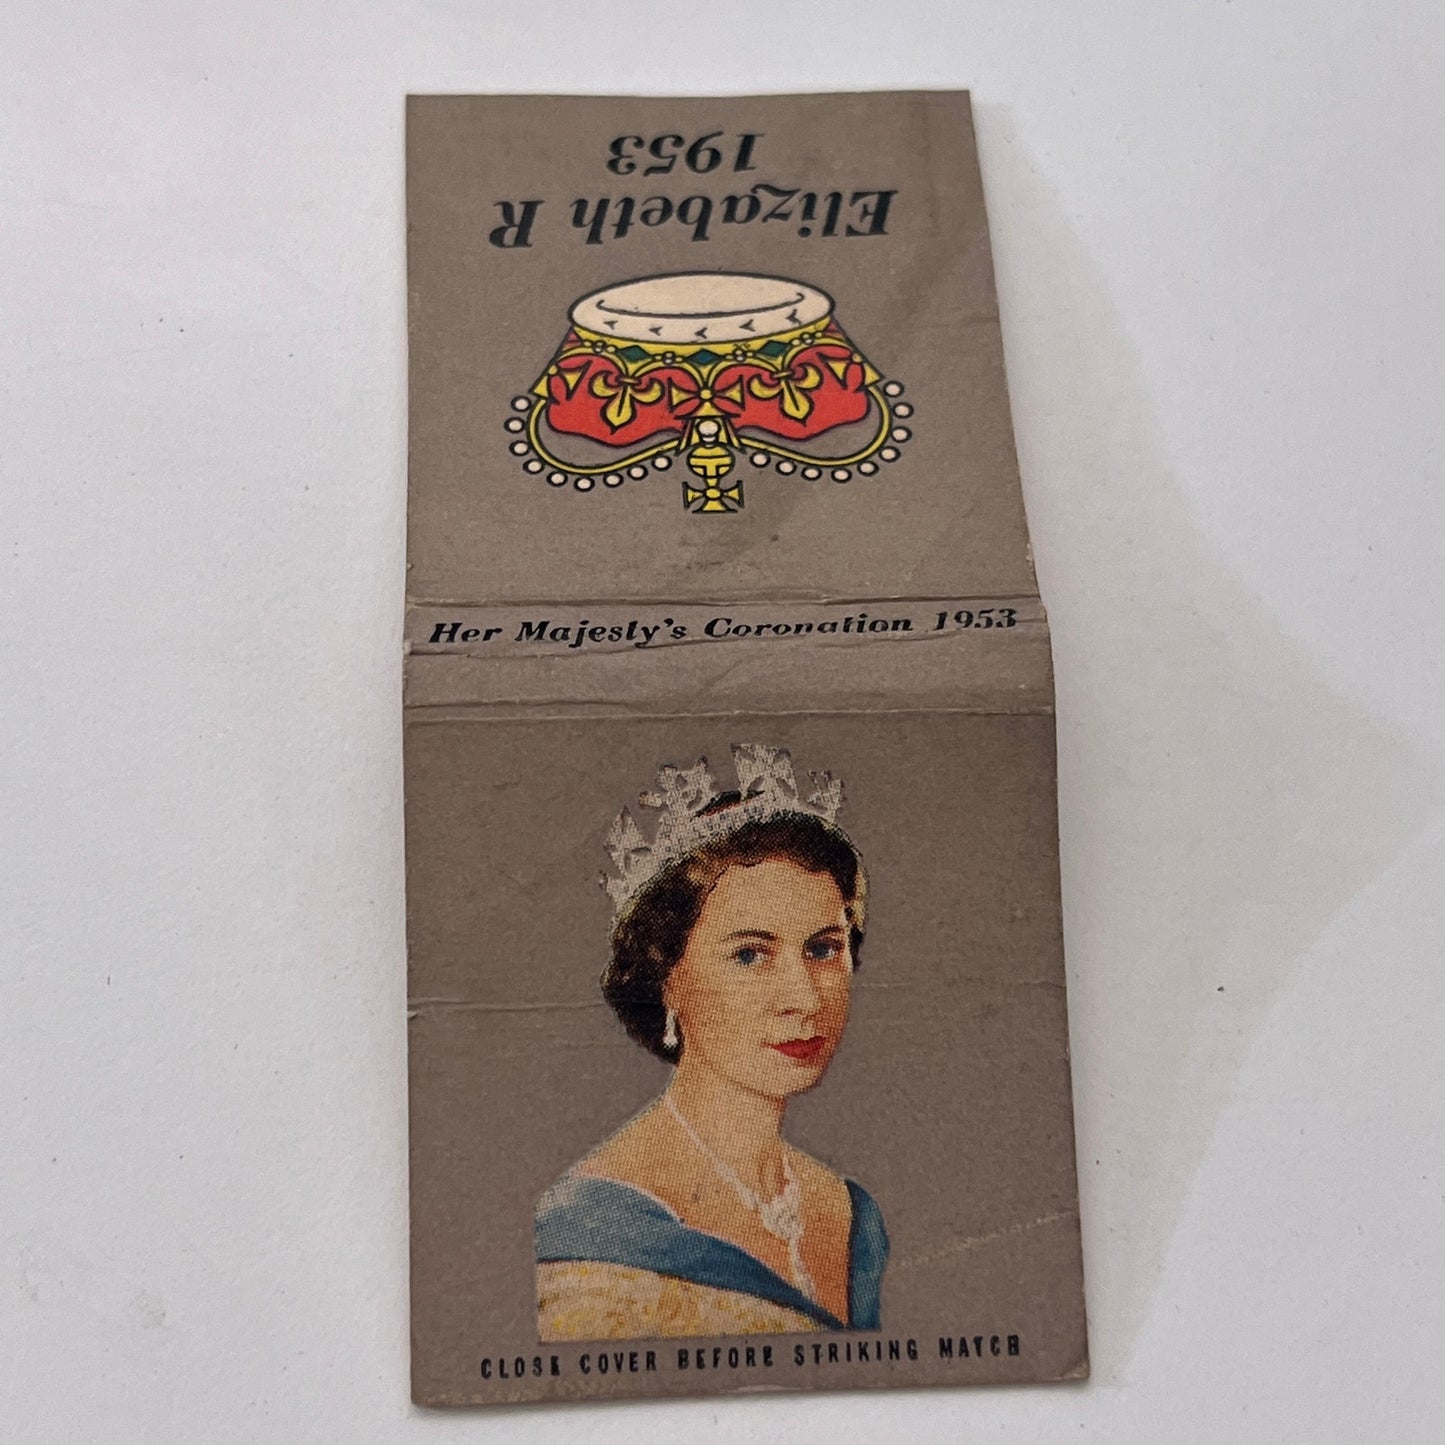 Elizabeth R
1953
Her Majesty's Coronation 1953
CLOSE COVER BEFORE STRIKING MATCH